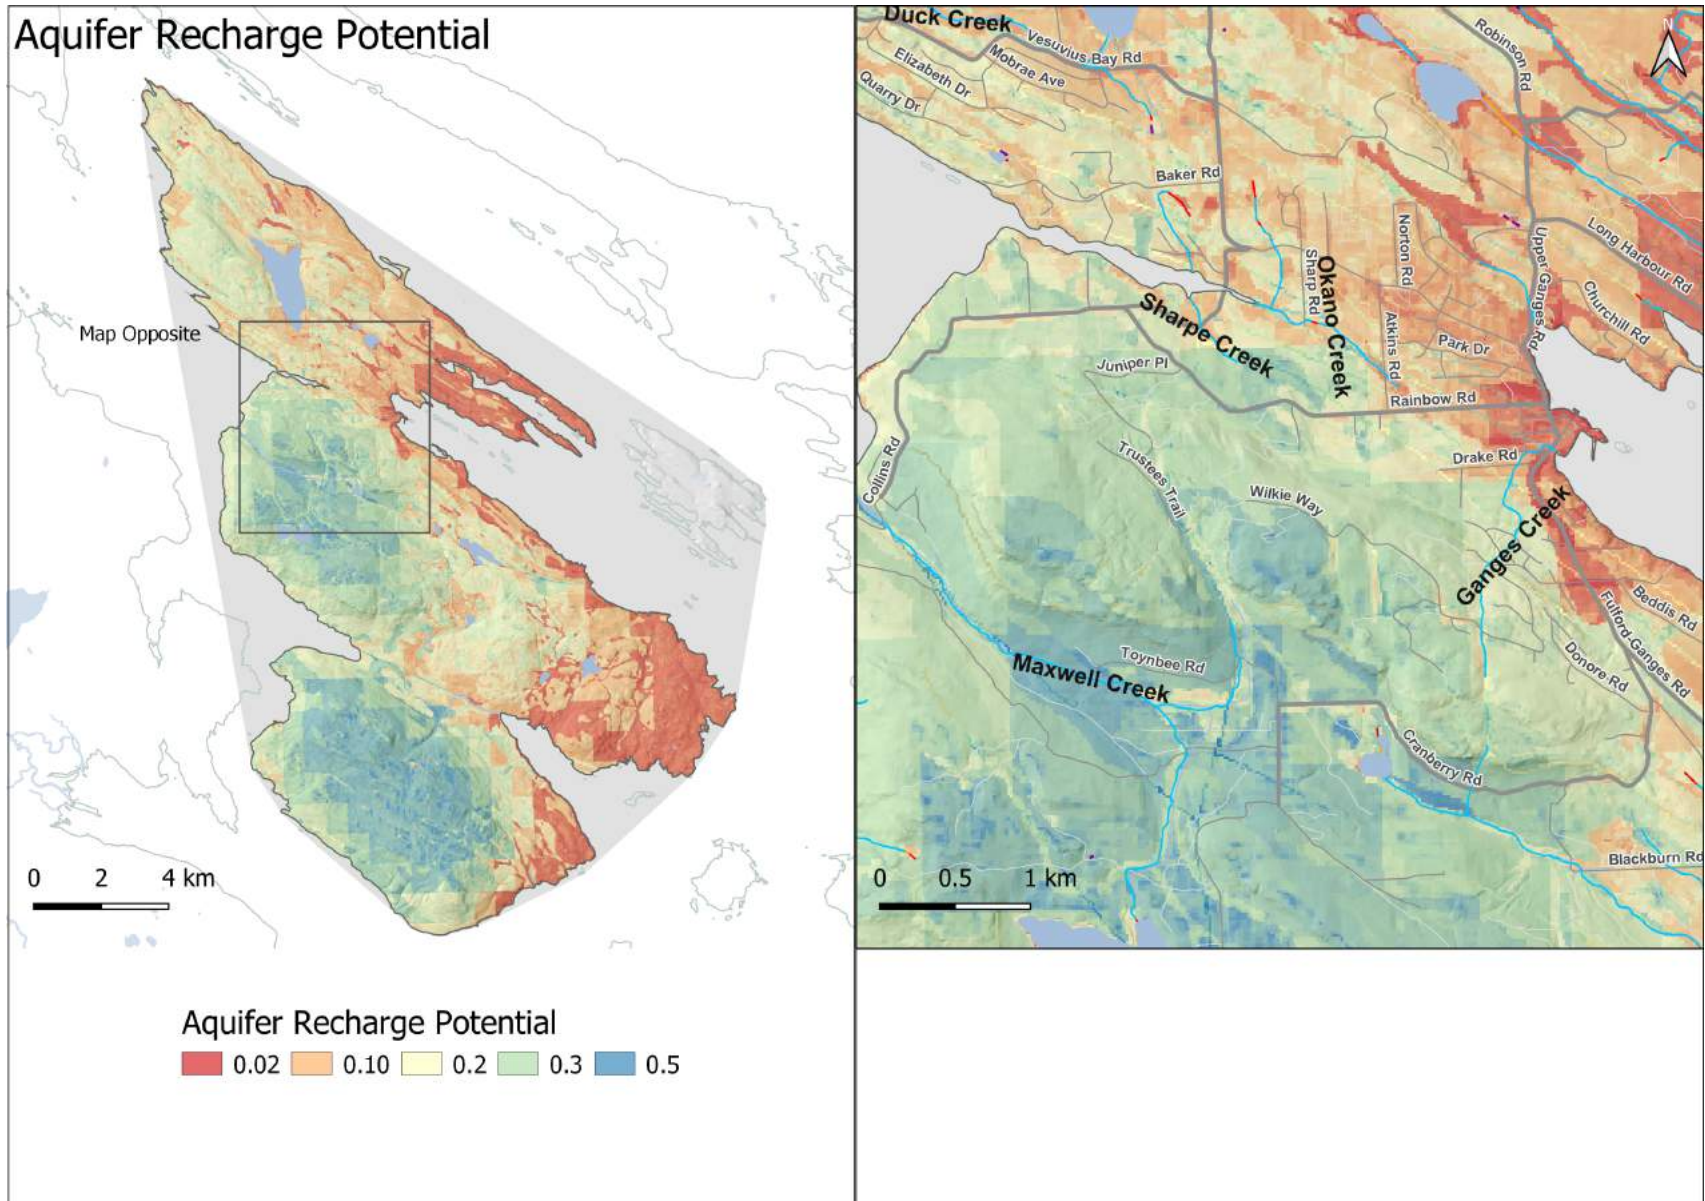 Aquifer Recharge Potential
Map Opposite
0 2 4 km
Aquifer Recharge Potential
0.02 0.10 0.2 0.3 0.5
Duck Creek
Vesuvius Bay Rd
Mobrae Ave
Elizabeth Dr
Quarry Dr
Robinson Rd
N
Baker Rd
Norton Rd
Upper Ganges Rd
Long Harbour Rd
Churchill Rd
Sharp Rd
Okano Creek
Sharpe Creek
Atkins Rd
Park Dr
Juniper Pl
Rainbow Rd
Collins Rd
Trustees Trail
Drake Rd
Wilkie Way
Ganges Creek
Beddis Rd
Fulford-Ganges Rd
Donore Rd
Toynbee Rd
Maxwell Creek
Cranberry Rd
Blackburn Rd
0 0.5 1 km